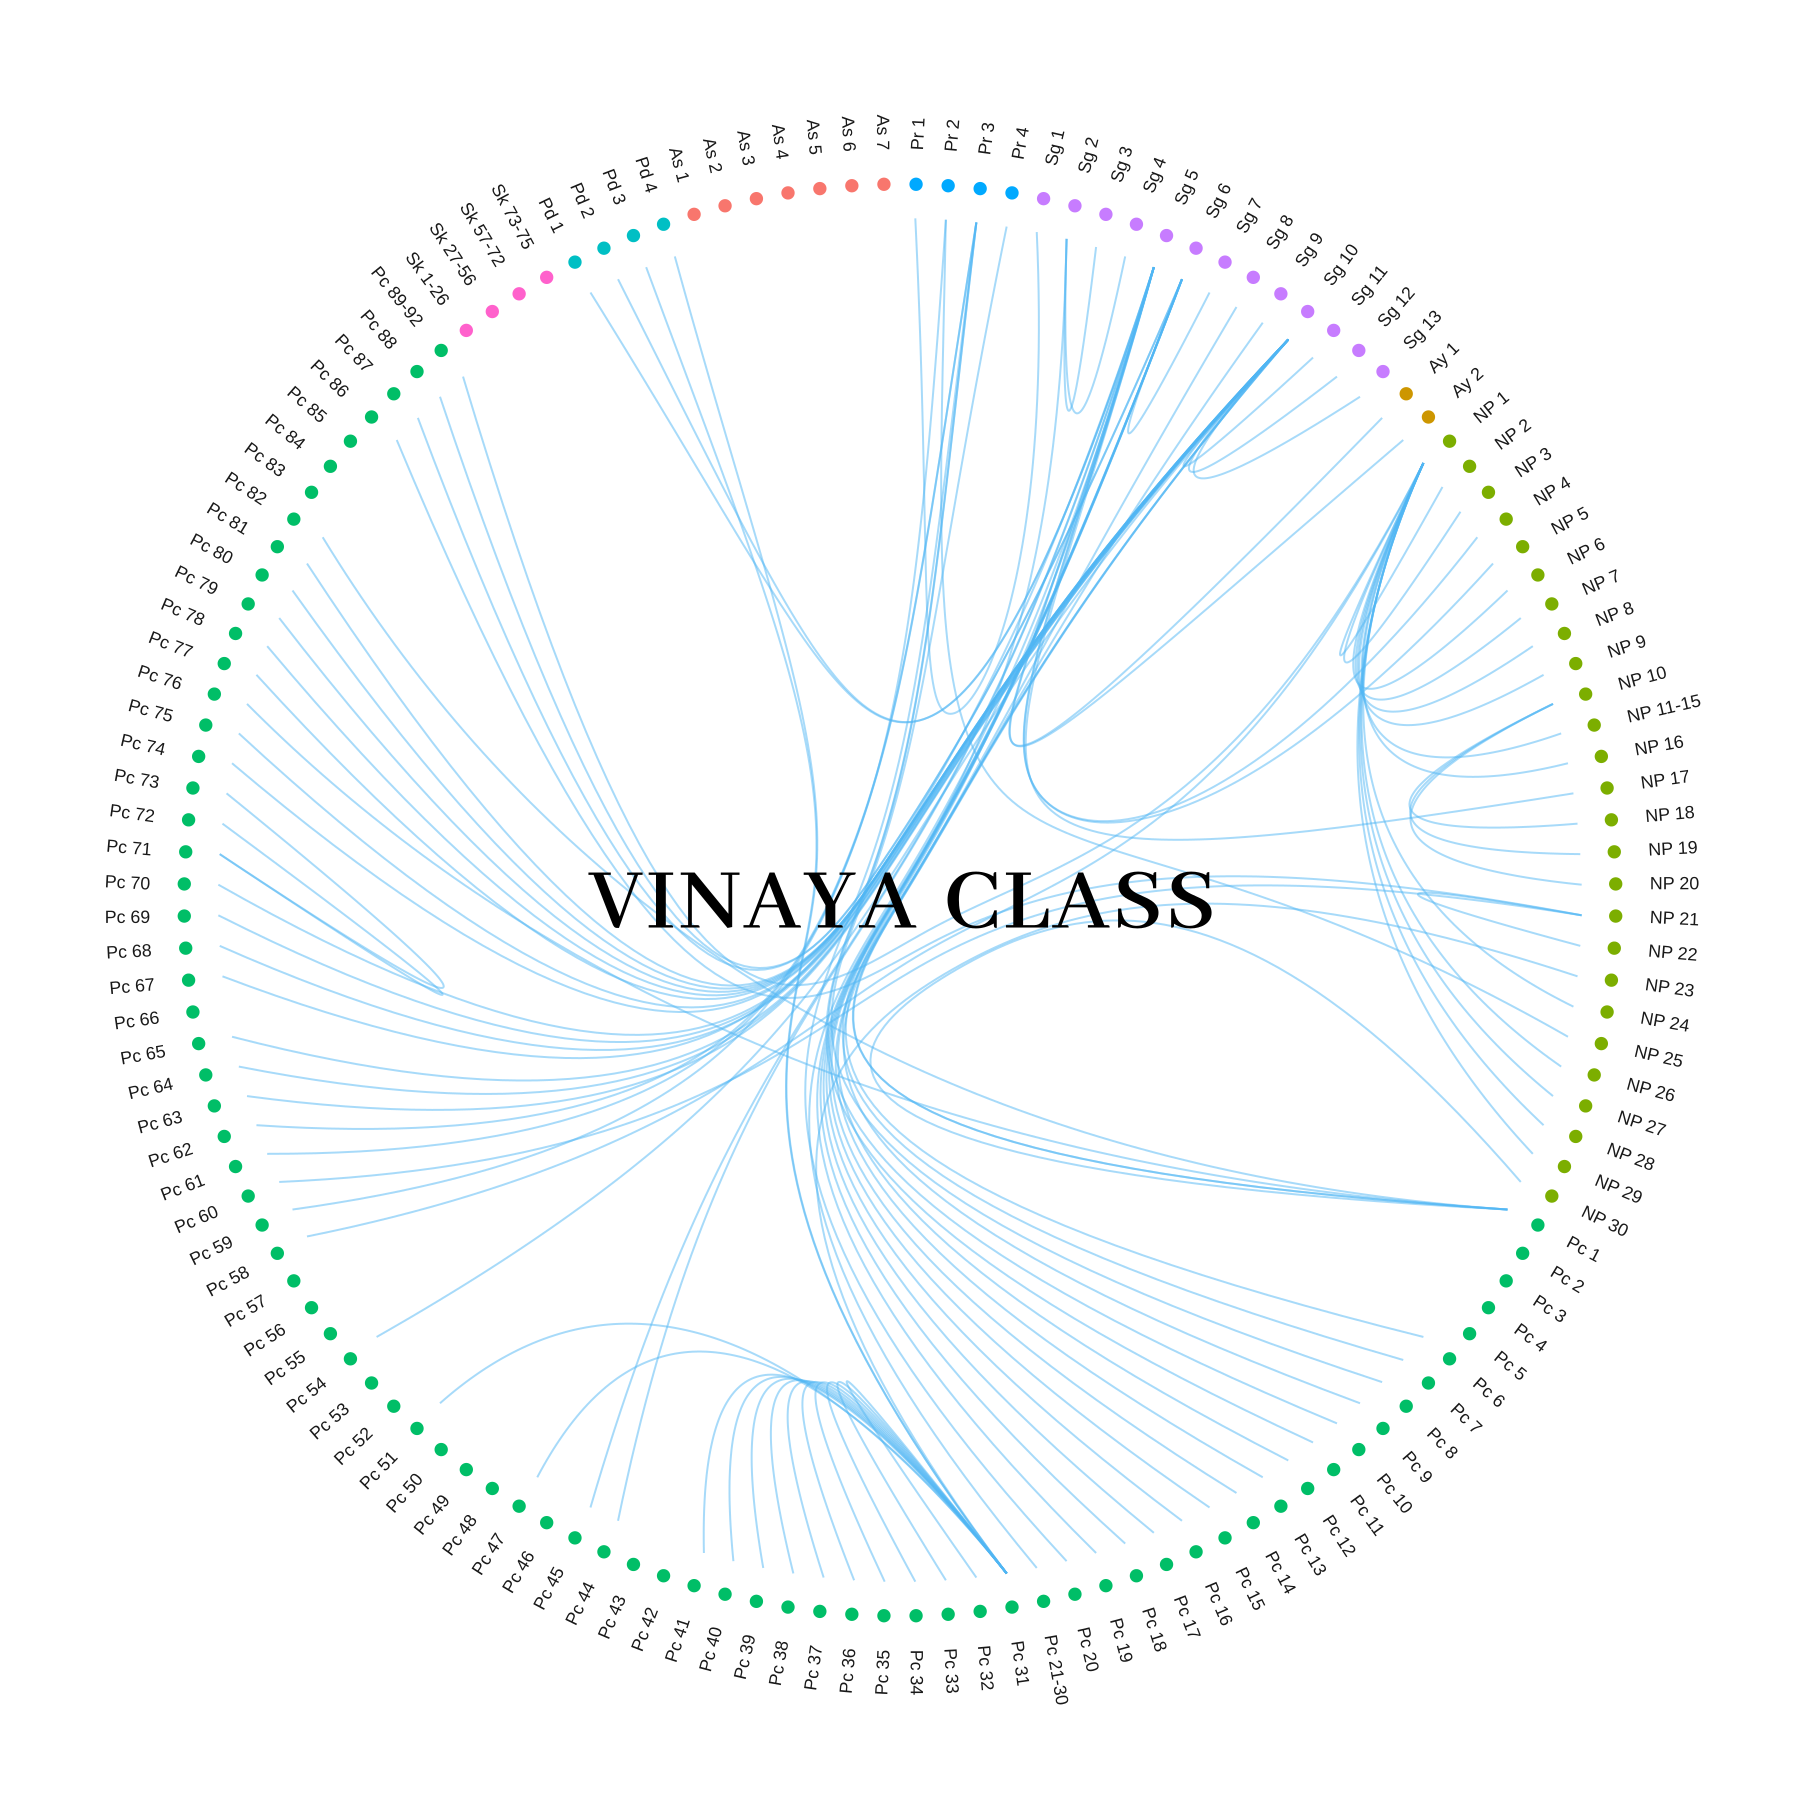 Pr 1
Pr 2
Pr 3
Pr 4
Sg 1
Sg 2
Sg 3
Sg 4
Sg 5
Sg 6
Sg 7
Sg 8
Sg 9
Sg 10
Sg 11
Sg 12
Sg 13
Ay 1
Ay 2
NP 1
NP 2
NP 3
NP 4
NP 5
NP 6
NP 7
NP 8
NP 9
NP 10
NP 11-15
NP 16
NP 17
NP 18
NP 19
NP 20
NP 21
NP 22
NP 23
NP 24
NP 25
NP 26
NP 27
NP 28
NP 29
NP 30
Pc 1
Pc 2
Pc 3
Pc 4
Pc 5
Pc 6
Pc 7
Pc 8
Pc 9
Pc 10
Pc 11
Pc 12
Pc 13
Pc 14
Pc 15
Pc 16
Pc 17
Pc 18
Pc 19
Pc 20
Pc 21-30
Pc 31
Pc 32
Pc 33
Pc 34
Pc 35
Pc 36
Pc 37
Pc 38
Pc 39
Pc 40
Pc 41
Pc 42
Pc 43
Pc 44
Pc 45
Pc 46
Pc 47
Pc 48
Pc 49
Pc 50
Pc 51
Pc 52
Pc 53
Pc 54
Pc 55
Pc 56
Pc 57
Pc 58
Pc 59
Pc 60
Pc 61
Pc 62
Pc 63
Pc 64
Pc 65
Pc 66
Pc 67
Pc 68
Pc 69
Pc 70
Pc 71
Pc 72
Pc 73
Pc 74
Pc 75
Pc 76
Pc 77
Pc 78
Pc 79
Pc 80
Pc 81
Pc 82
Pc 83
Pc 84
Pc 85
Pc 86
Pc 87
Pc 88
Pc 89-92
Sk 1-26
Sk 27-56
Sk 57-72
Sk 73-75
Pd 1
Pd 2
Pd 3
Pd 4
As 1
As 2
As 3
As 4
As 5
As 6
As 7
VINAYA CLASS